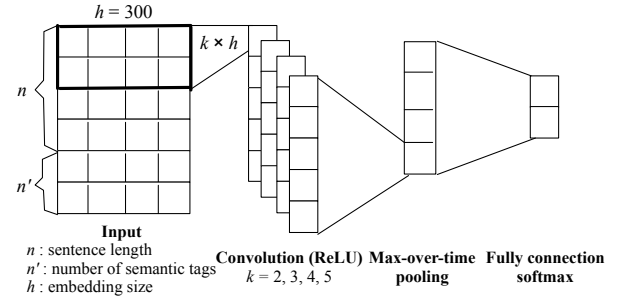 h = 300
k × h
n
n'
Input
n : sentence length
n' : number of semantic tags
h : embedding size
Convolution (ReLU)
k = 2, 3, 4, 5
Max-over-time
pooling
Fully connection
softmax